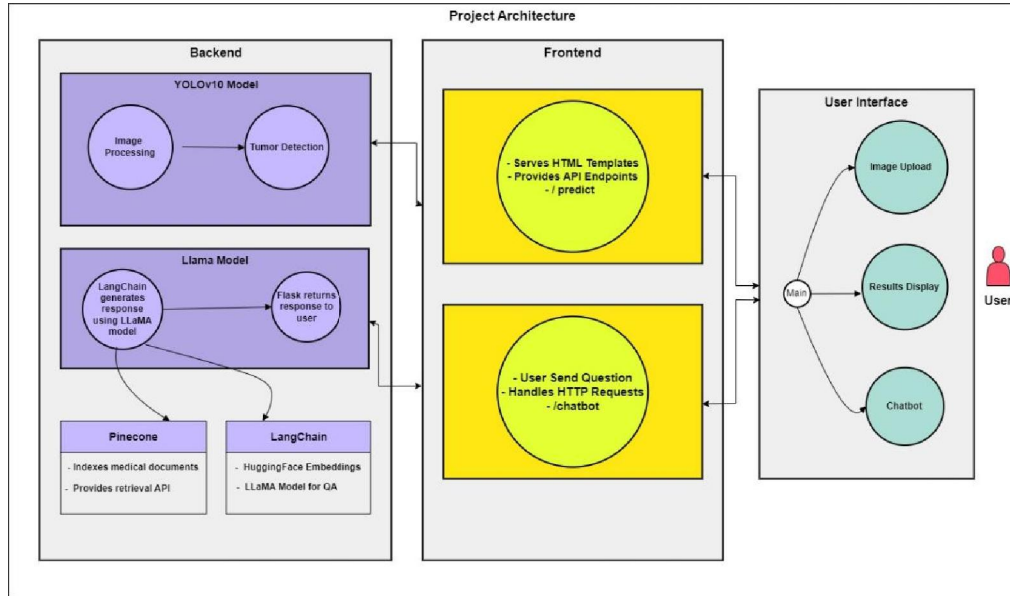 Project Architecture
Backend
YOLOv10 Model
Image
Processing
Tumor Detection
Llama Model
LangChain
generates
response
using LLaMA
model
Flask returns
response to
user
Pinecone
- Indexes medical documents
- Provides retrieval API
LangChain
- HuggingFace Embeddings
- LLaMA Model for QA
Frontend
- Serves HTML Templates
- Provides API Endpoints
- / predict
- User Send Question
- Handles HTTP Requests
- /chatbot
User Interface
Main
Image Upload
Results Display
Chatbot
User